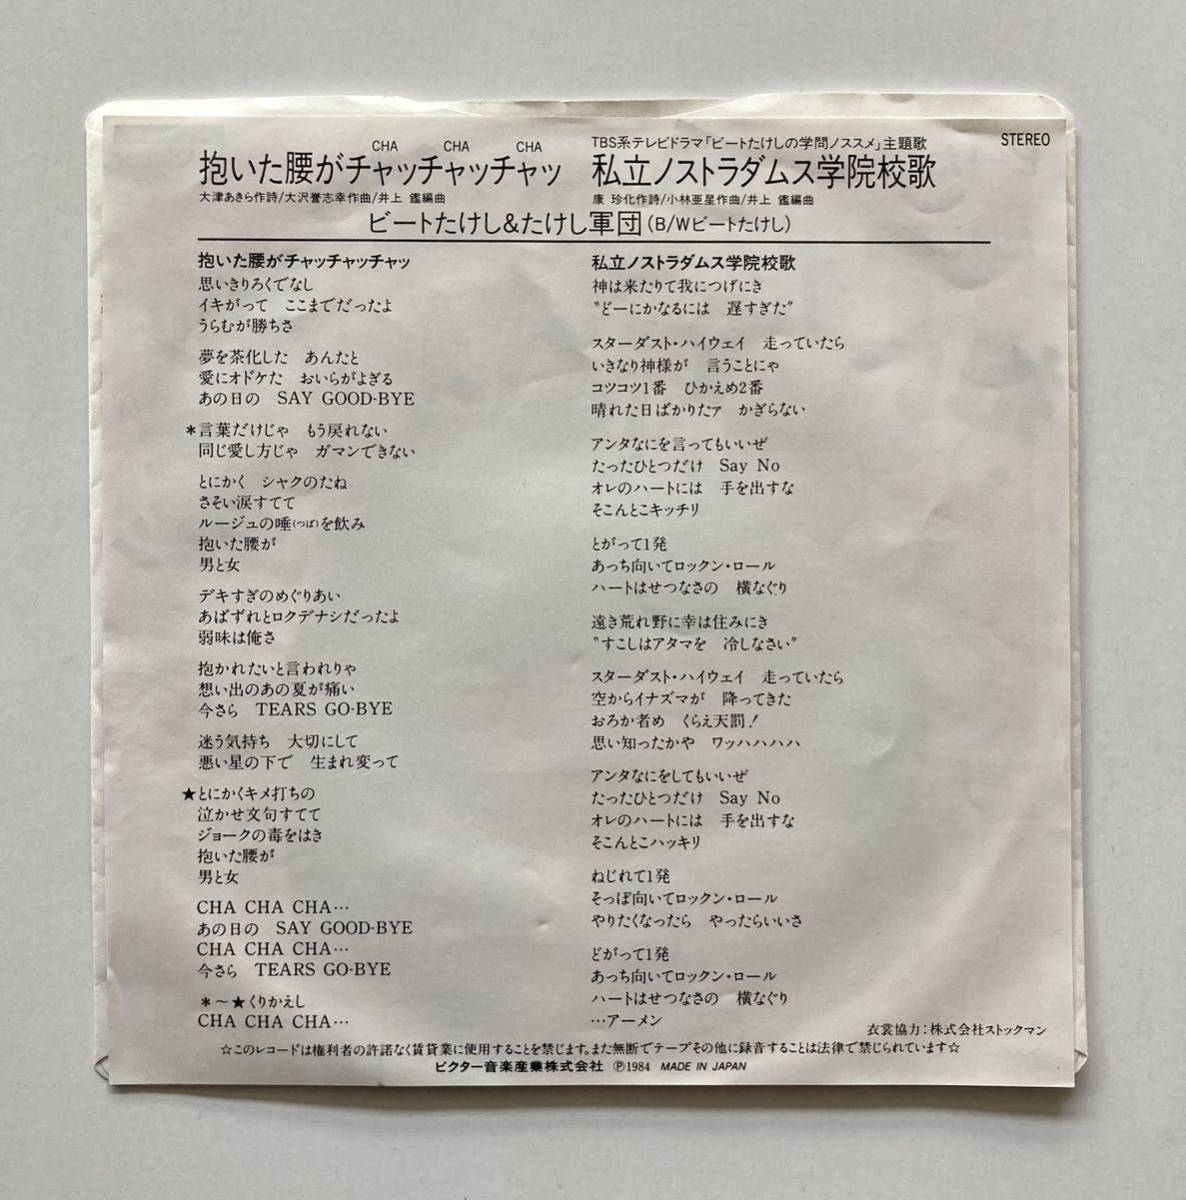 CHA CHA CHA
抱いた腰がチャッチャッチャッ
大津あきら作詩/大沢誉志幸作曲/井上 鑑編曲
TBS系テレビドラマ「ビートたけしの学問ノススメ」主題歌
私立ノストラダムス学院校歌
康 珍化作詩/小林亜星作曲/井上 鑑編曲
STEREO
ビートたけし&たけし軍団(B/Wビートたけし)
抱いた腰がチャッチャッチャッ
思いきりろくでなし
イキがって ここまでだったよ
うらむが勝ちさ
夢を茶化した あんたと
愛にオドケた おいらがよぎる
あの日の SAY GOOD-BYE
*言葉だけじゃ もう戻れない
同じ愛し方じゃ ガマンできない
とにかく シャクのたね
さそい涙すてて
ルージュの唾(つば)を飲み
抱いた腰が
男と女
デキすぎのめぐりあい
あばずれとロクデナシだったよ
弱味は俺さ
抱かれたいと言われりゃ
想い出のあの夏が痛い
今さら TEARS GO-BYE
迷う気持ち 大切にして
悪い星の下で 生まれ変って
★とにかくキメ打ちの
泣かせ文句すてて
ジョークの毒をはき
抱いた腰が
男と女
CHA CHA CHA…
あの日の SAY GOOD-BYE
CHA CHA CHA…
今さら TEARS GO-BYE
*〜★くりかえし
CHA CHA CHA…
私立ノストラダムス学院校歌
神は来たりて我につげにき
“どーにかなるには 遅すぎた”
スターダスト・ハイウェイ 走っていたら
いきなり神様が 言うことにゃ
コツコツ1番 ひかえめ2番
晴れた日ばかりたァ かぎらない
アンタなにを言ってもいいぜ
たったひとつだけ Say No
オレのハートには 手を出すな
そこんとこキッチリ
とがって1発
あっち向いてロックン・ロール
ハートはせつなさの 横なぐり
遠き荒れ野に幸は住みにき
“すこしはアタマを 冷しなさい”
スターダスト・ハイウェイ 走っていたら
空からイナズマが 降ってきた
おろか者め くらえ天罰!
思い知ったかや ワッハハハハ
アンタなにをしてもいいぜ
たったひとつだけ Say No
オレのハートには 手を出すな
そこんとこハッキリ
ねじれて1発
そっぽ向いてロックン・ロール
やりたくなったら やったらいいさ
どがって1発
あっち向いてロックン・ロール
ハートはせつなさの 横なぐり
…アーメン
衣裳協力:株式会社ストックマン
☆このレコードは権利者の許諾なく賃貸業に使用することを禁じます。また無断でテープその他に録音することは法律で禁じられています☆
ビクター音楽産業株式会社 Ⓟ1984 MADE IN JAPAN